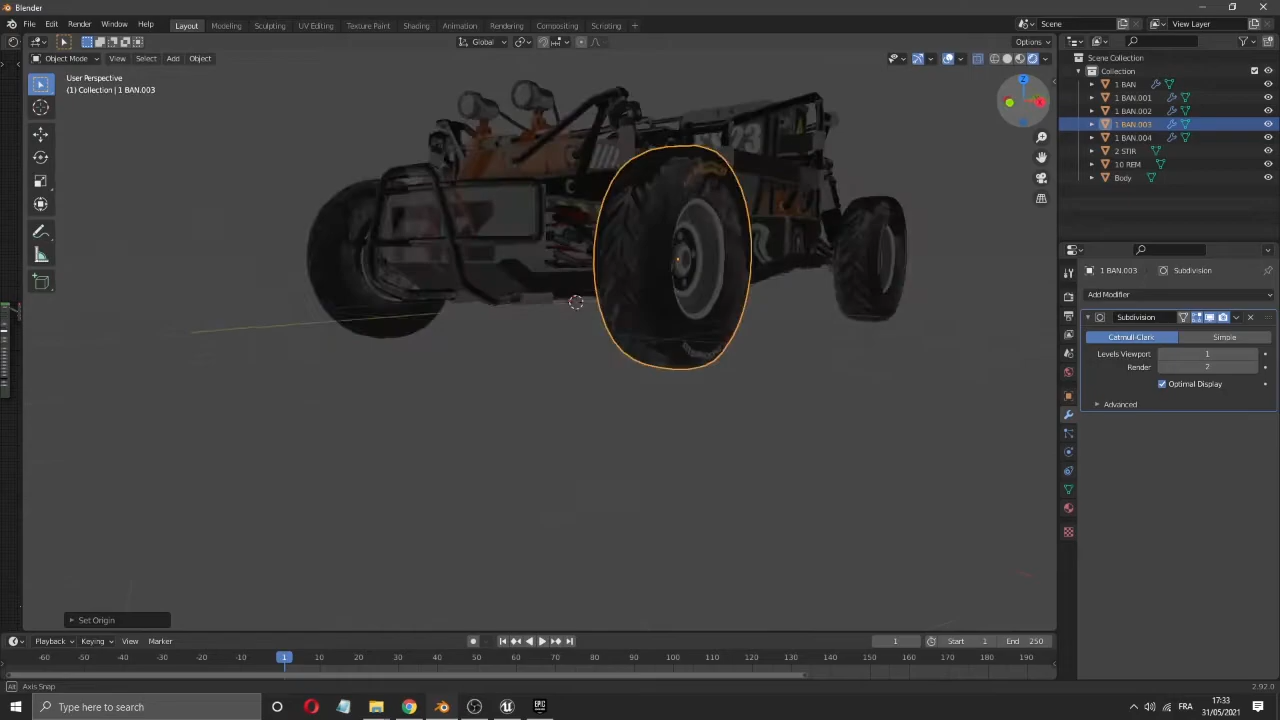 Blender
File Edit Render Window Help
Layout Modeling Sculpting UV Editing Texture Paint Shading Animation Rendering Compositing Scripting +
Scene
View Layer
Global
Options
Object Mode View Select Add Object
User Perspective
(1) Collection | 1 BAN.003
23
Z
Scene Collection
Collection
1 BAN
1 BAN.001
1 BAN.002
1 BAN.003
1 BAN.004
2 STIR
10 REM
Body
1 BAN.003
Subdivision
Add Modifier
Subdivision
Catmull-Clark
Simple
Levels Viewport 1
Render 2
Optimal Display
Advanced
Set Origin
Playback Keying View Marker
1
Start 1
End 250
-60 -50 -40 -30 -20 -10 1 10 20 30 40 50 60 70 80 90 100 110 120 130 140 150 160 170 180 190
Alt Axis Snap
2.92.0
Type here to search
EPIC
FRA
17:33
31/05/2021